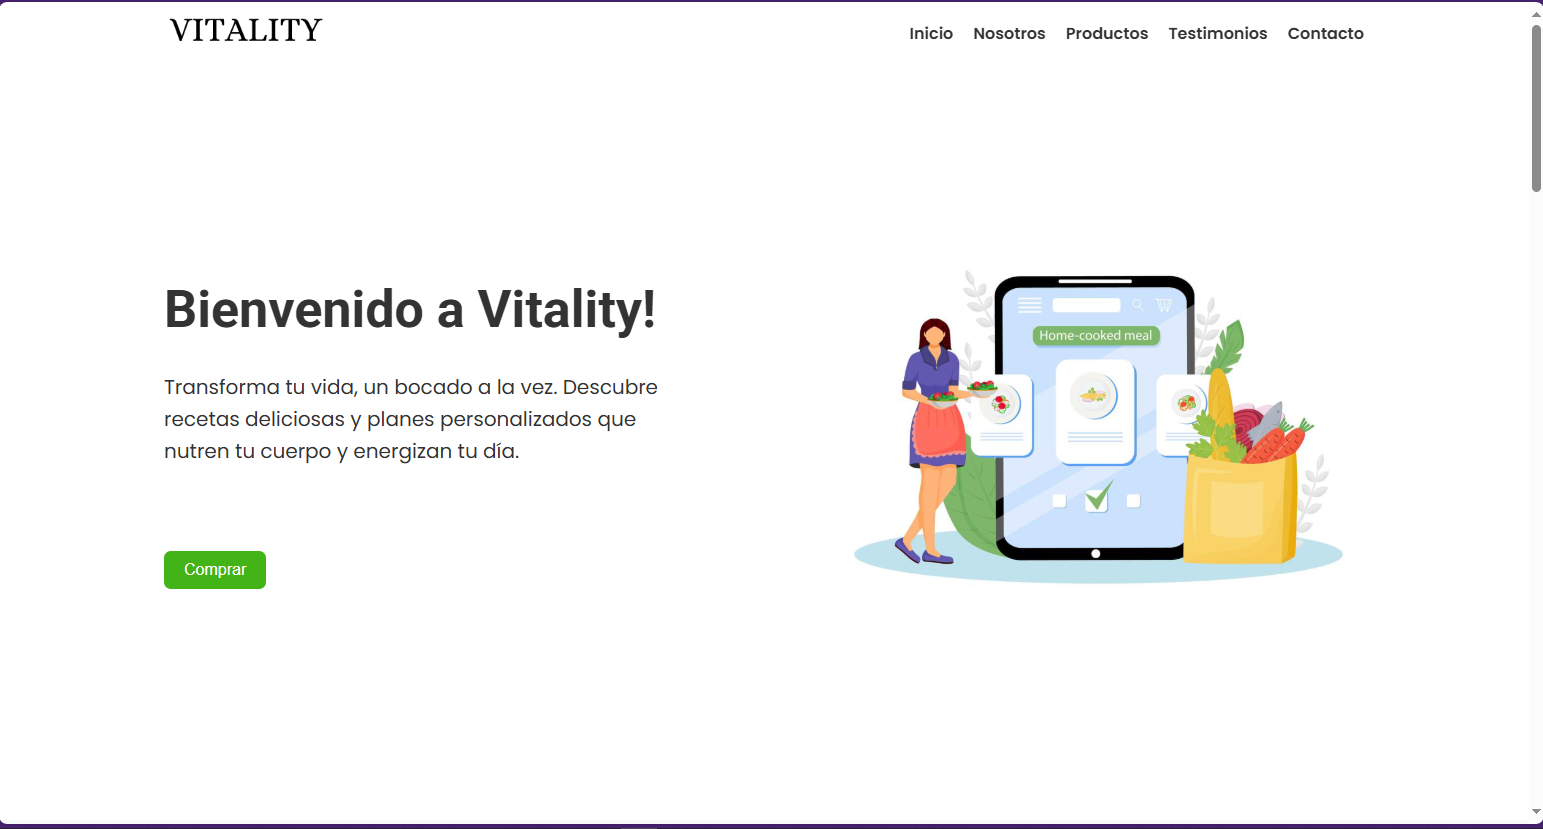 VITALITY
Inicio Nosotros Productos Testimonios Contacto
Bienvenido a Vitality!
Transforma tu vida, un bocado a la vez. Descubre
recetas deliciosas y planes personalizados que
nutren tu cuerpo y energizan tu día.
Comprar
Home-cooked meal